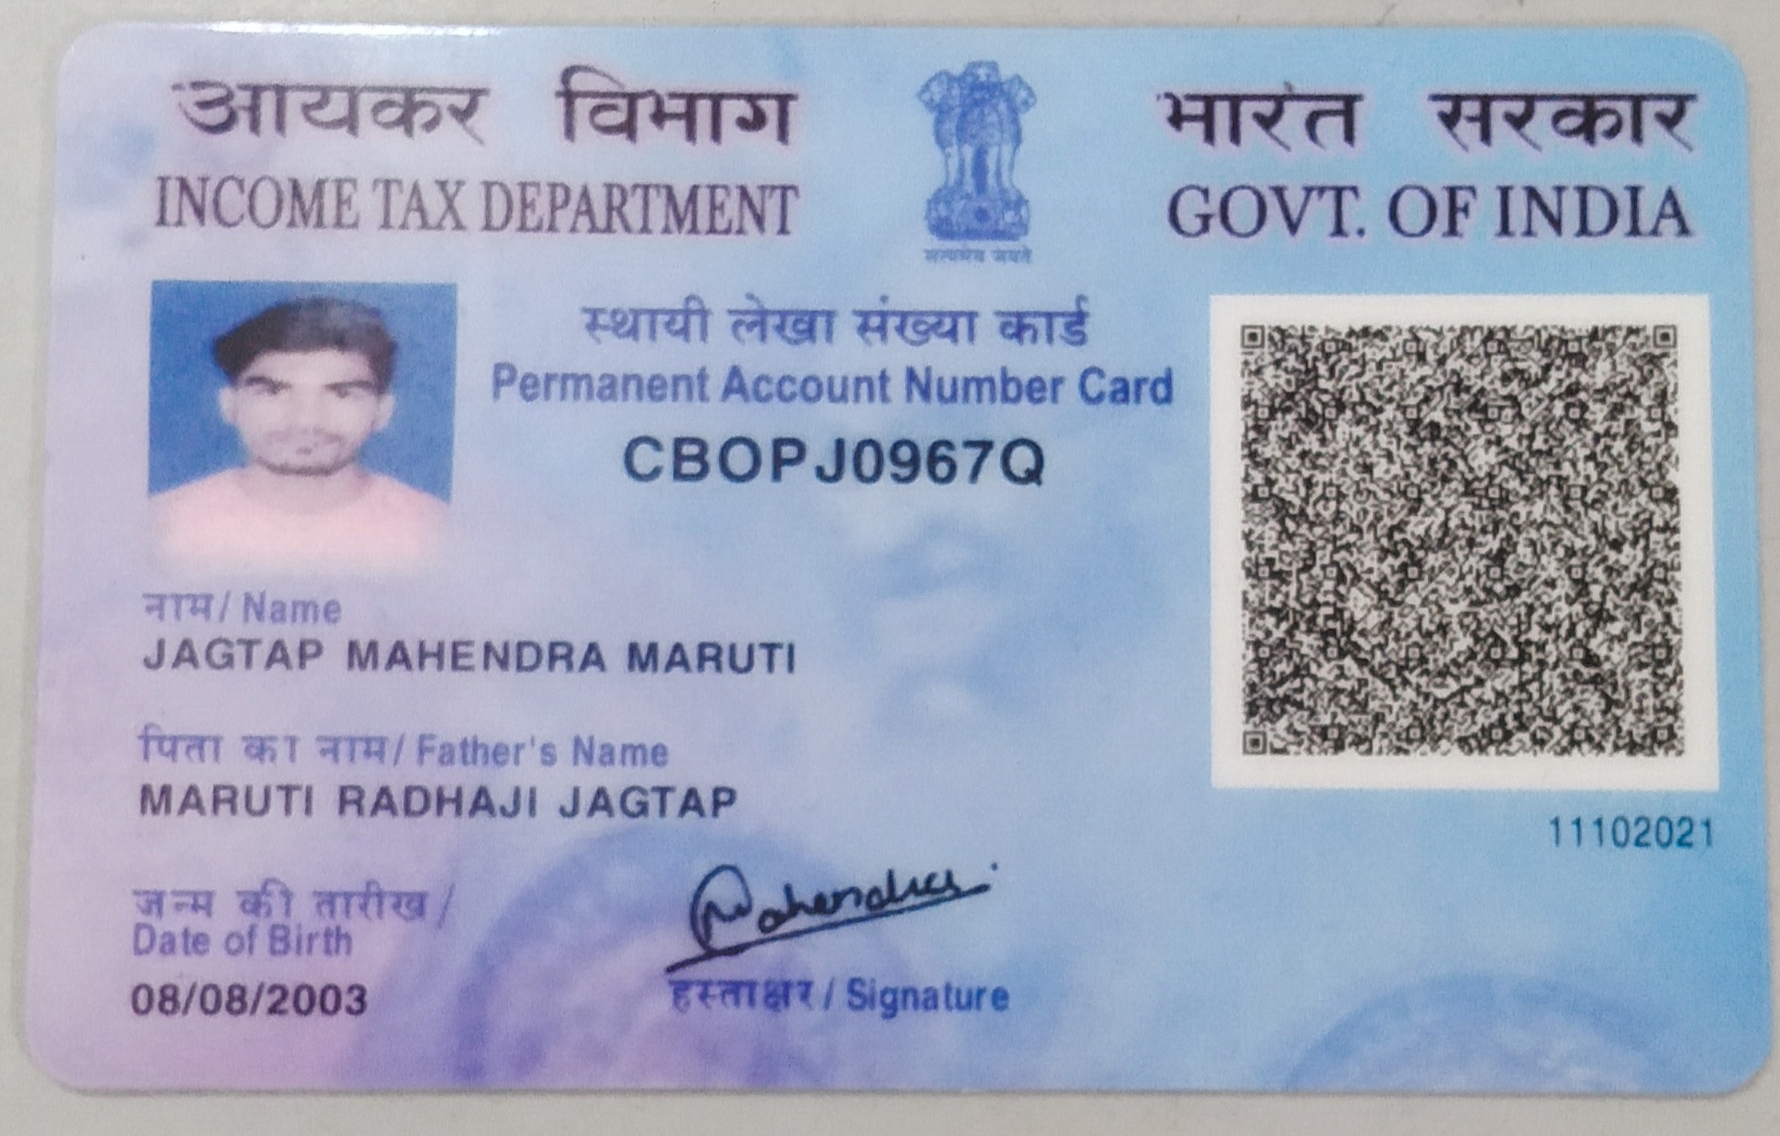 आयकर विभाग
INCOME TAX DEPARTMENT
सत्यमेव जयते
भारत सरकार
GOVT. OF INDIA
स्थायी लेखा संख्या कार्ड
Permanent Account Number Card
CBOPJ0967Q
नाम/ Name
JAGTAP MAHENDRA MARUTI
पिता का नाम/ Father's Name
MARUTI RADHAJI JAGTAP
11102021
जन्म की तारीख/
Date of Birth
08/08/2003
Mahendra
हस्ताक्षर/ Signature